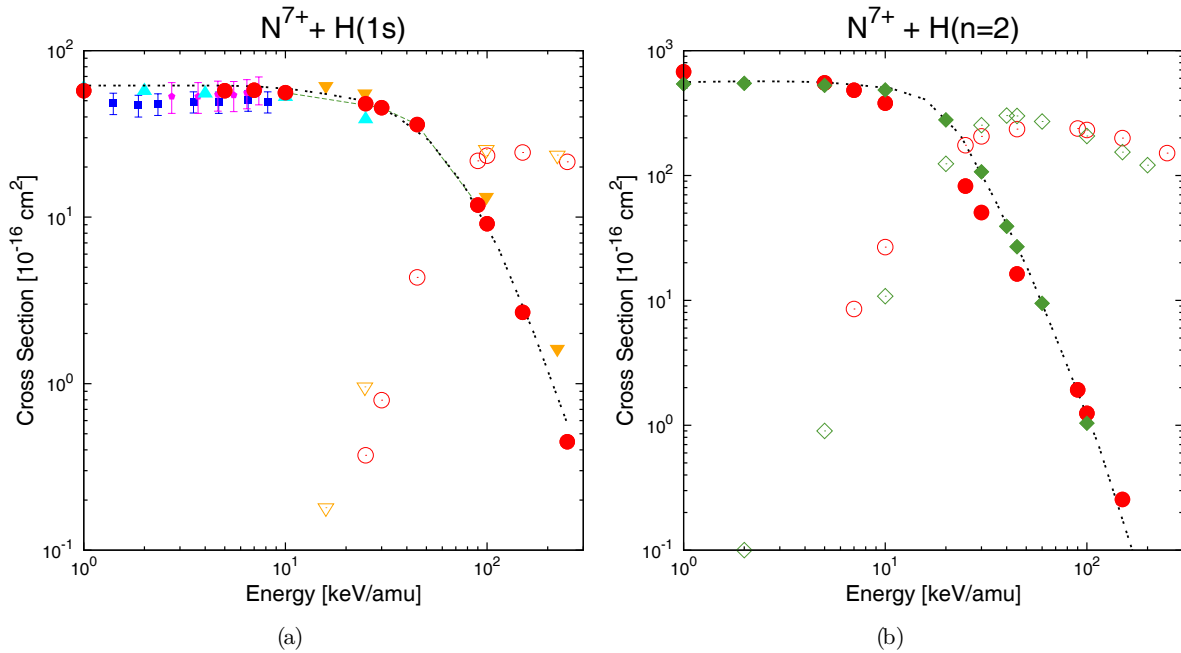 N⁷⁺ + H(1s)
Cross Section [10⁻¹⁶ cm²]
10²
10¹
10⁰
10⁻¹
10⁰
10¹
10²
Energy [keV/amu]
(a)
N⁷⁺ + H(n=2)
Cross Section [10⁻¹⁶ cm²]
10³
10²
10¹
10⁰
10⁻¹
10⁰
10¹
10²
Energy [keV/amu]
(b)